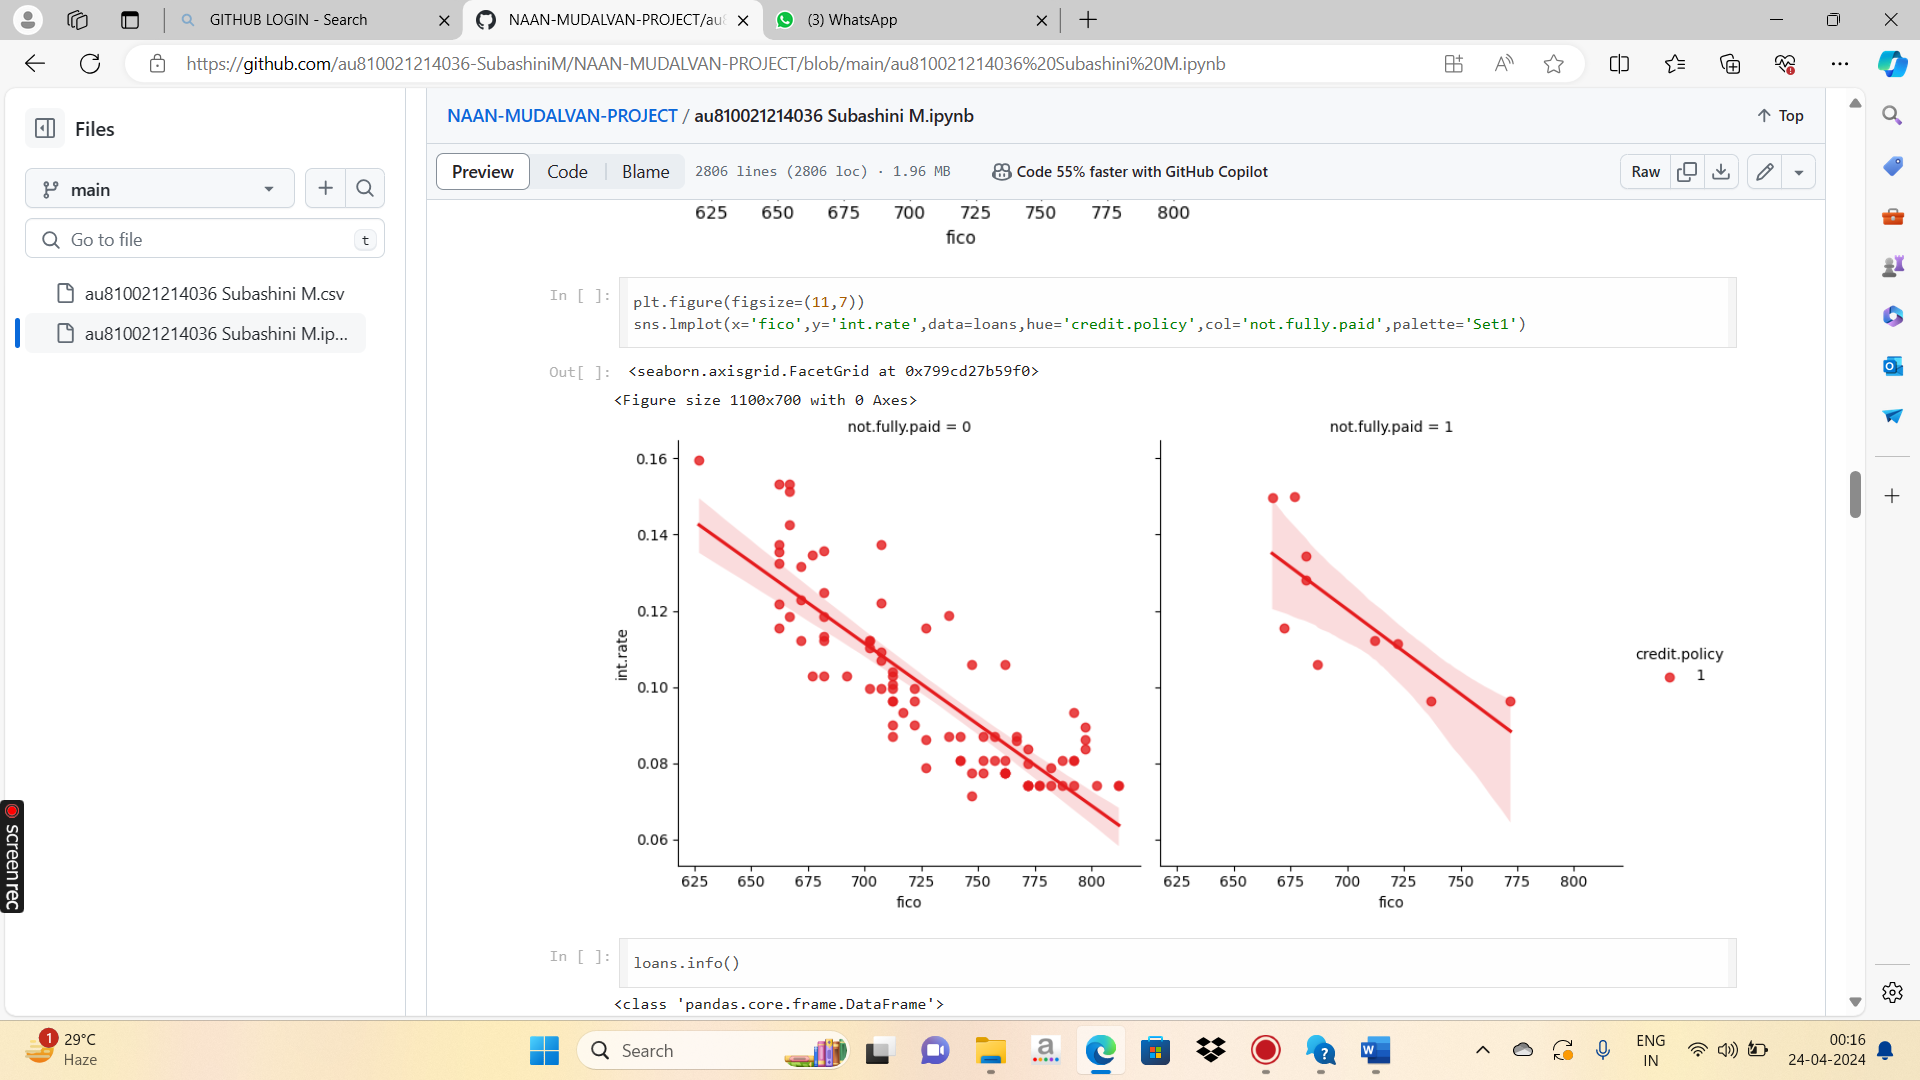 GITHUB LOGIN - Search
NAAN-MUDALVAN-PROJECT/au8
(3) WhatsApp
https://github.com/au810021214036-SubashiniM/NAAN-MUDALVAN-PROJECT/blob/main/au810021214036%20Subashini%20M.ipynb
Files
main
Go to file
t
au810021214036 Subashini M.csv
au810021214036 Subashini M.ip...
NAAN-MUDALVAN-PROJECT / au810021214036 Subashini M.ipynb
Top
Preview
Code
Blame
2806 lines (2806 loc) · 1.96 MB
Code 55% faster with GitHub Copilot
Raw
625 650 675 700 725 750 775 800
fico
In [ ]:
plt.figure(figsize=(11,7))
sns.lmplot(x='fico',y='int.rate',data=loans,hue='credit.policy',col='not.fully.paid',palette='Set1')
Out[ ]:
<seaborn.axisgrid.FacetGrid at 0x799cd27b59f0>
<Figure size 1100x700 with 0 Axes>
not.fully.paid = 0
not.fully.paid = 1
0.16
0.14
0.12
0.10
0.08
0.06
int.rate
625 650 675 700 725 750 775 800
fico
625 650 675 700 725 750 775 800
fico
credit.policy
1
In [ ]:
loans.info()
<class 'pandas.core.frame.DataFrame'>
screenrec
1
29°C
Haze
Search
a
ENG
IN
00:16
24-04-2024